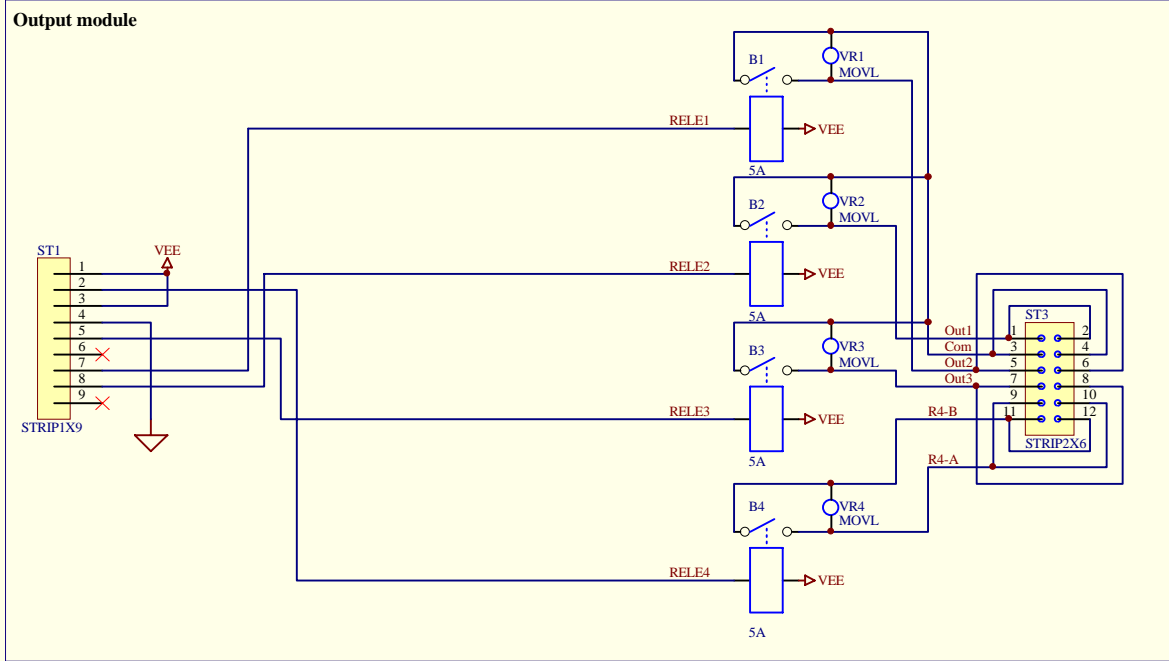 Output module
B1
VR1
MOVL
RELE1
VEE
5A
B2
VR2
MOVL
ST1
VEE
RELE2
VEE
5A
1
2
3
4
5
6
7
8
9
STRIP1X9
B3
VR3
MOVL
RELE3
VEE
5A
ST3
Out1 1 2
Com 3 4
Out2 5 6
Out3 7 8
9 10
R4-B 11 12
STRIP2X6
R4-A
B4
VR4
MOVL
RELE4
VEE
5A